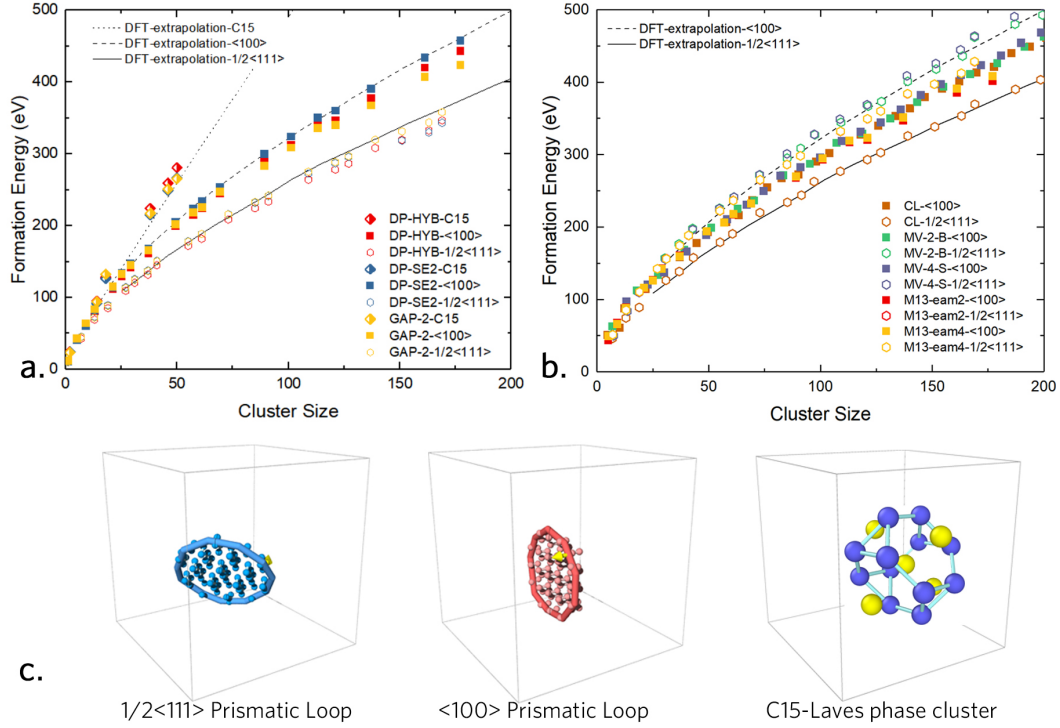 a.
DFT-extrapolation-C15
DFT-extrapolation-<100>
DFT-extrapolation-1/2<111>
Formation Energy (eV)
500
400
300
200
100
0
0
50
100
150
200
Cluster Size
DP-HYB-C15
DP-HYB-<100>
DP-HYB-1/2<111>
DP-SE2-C15
DP-SE2-<100>
DP-SE2-1/2<111>
GAP-2-C15
GAP-2-<100>
GAP-2-1/2<111>
b.
DFT-extrapolation-<100>
DFT-extrapolation-1/2<111>
Formation Energy (eV)
500
400
300
200
100
0
0
50
100
150
200
Cluster Size
CL-<100>
CL-1/2<111>
MV-2-B-<100>
MV-2-B-1/2<111>
MV-4-S-<100>
MV-4-S-1/2<111>
M13-eam2-<100>
M13-eam2-1/2<111>
M13-eam4-<100>
M13-eam4-1/2<111>
c.
1/2<111> Prismatic Loop
<100> Prismatic Loop
C15-Laves phase cluster